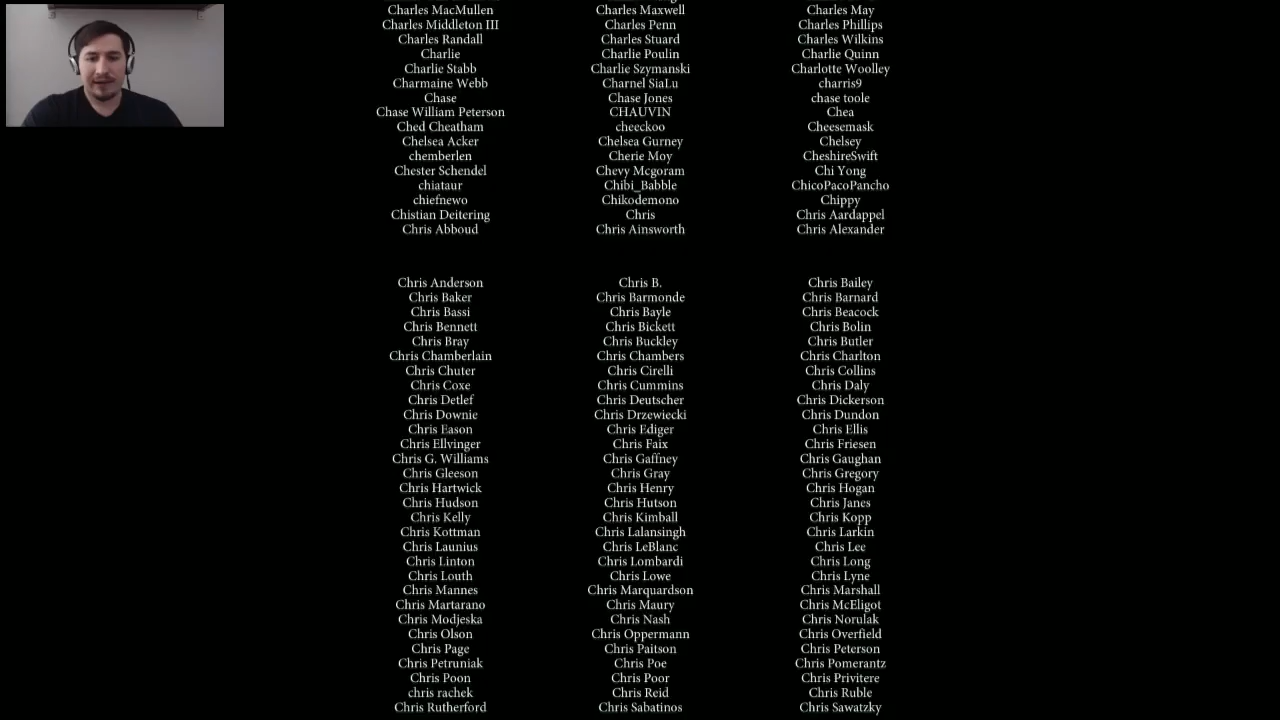 Charles MacMullen Charles Maxwell Charles May
Charles Middleton III Charles Penn Charles Phillips
Charles Randall Charles Stuard Charles Wilkins
Charlie Charlie Poulin Charlie Quinn
Charlie Stabb Charlie Szymanski Charlotte Woolley
Charmaine Webb Charnel SiaLu charris9
Chase Chase Jones chase toole
Chase William Peterson CHAUVIN Chea
Ched Cheatham cheeckoo Cheesemask
Chelsea Acker Chelsea Gurney Chelsey
chemberlen Cherie Moy CheshireSwift
Chester Schendel Chevy Mcgoram Chi Yong
chiataur Chibi_Babble ChicoPacoPancho
chiefnewo Chikodemono Chippy
Chistian Deitering Chris Chris Aardappel
Chris Abboud Chris Ainsworth Chris Alexander
Chris Anderson Chris B. Chris Bailey
Chris Baker Chris Barmonde Chris Barnard
Chris Bassi Chris Bayle Chris Beacock
Chris Bennett Chris Bickett Chris Bolin
Chris Bray Chris Buckley Chris Butler
Chris Chamberlain Chris Chambers Chris Charlton
Chris Chuter Chris Cirelli Chris Collins
Chris Coxe Chris Cummins Chris Daly
Chris Detlef Chris Deutscher Chris Dickerson
Chris Downie Chris Drzewiecki Chris Dundon
Chris Eason Chris Ediger Chris Ellis
Chris Ellvinger Chris Faix Chris Friesen
Chris G. Williams Chris Gaffney Chris Gaughan
Chris Gleeson Chris Gray Chris Gregory
Chris Hartwick Chris Henry Chris Hogan
Chris Hudson Chris Hutson Chris Janes
Chris Kelly Chris Kimball Chris Kopp
Chris Kottman Chris Lalansingh Chris Larkin
Chris Launius Chris LeBlanc Chris Lee
Chris Linton Chris Lombardi Chris Long
Chris Louth Chris Lowe Chris Lyne
Chris Mannes Chris Marquardson Chris Marshall
Chris Martarano Chris Maury Chris McEligot
Chris Modjeska Chris Nash Chris Norulak
Chris Olson Chris Oppermann Chris Overfield
Chris Page Chris Paitson Chris Peterson
Chris Petruniak Chris Poe Chris Pomerantz
Chris Poon Chris Poor Chris Privitere
chris rachek Chris Reid Chris Ruble
Chris Rutherford Chris Sabatinos Chris Sawatzky